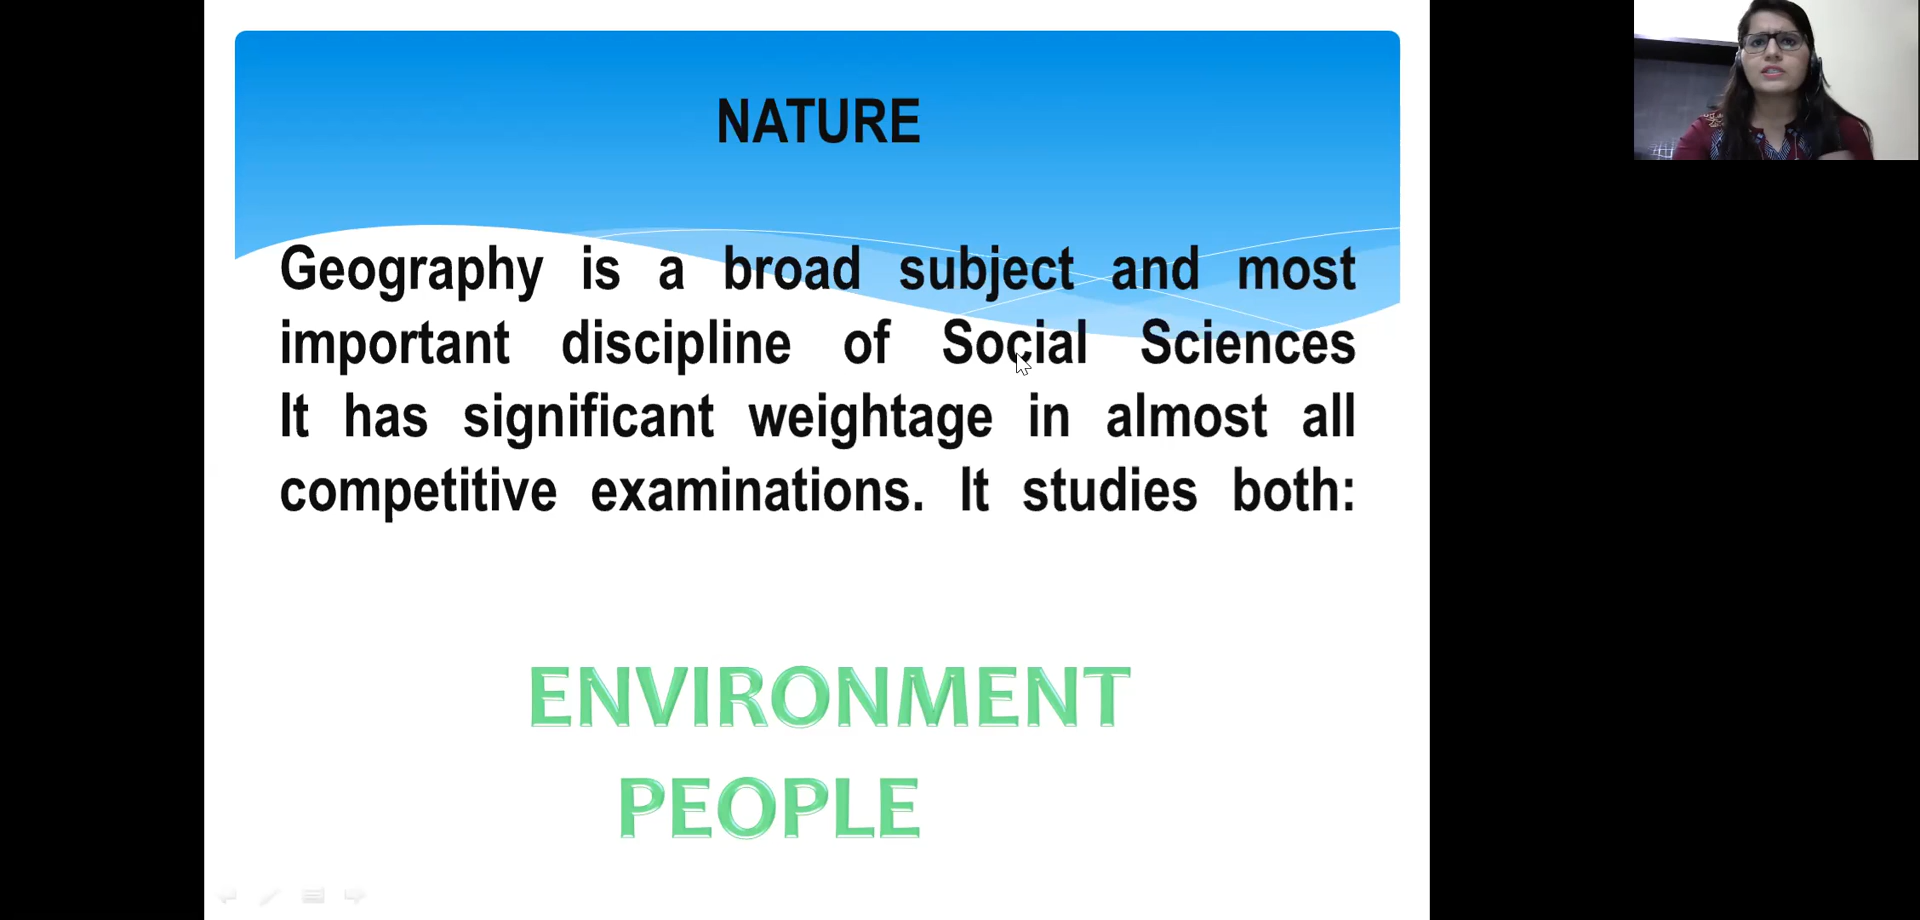 NATURE
Geography is a broad subject and most
important discipline of Social Sciences
It has significant weightage in almost all
competitive examinations. It studies both:
ENVIRONMENT
PEOPLE